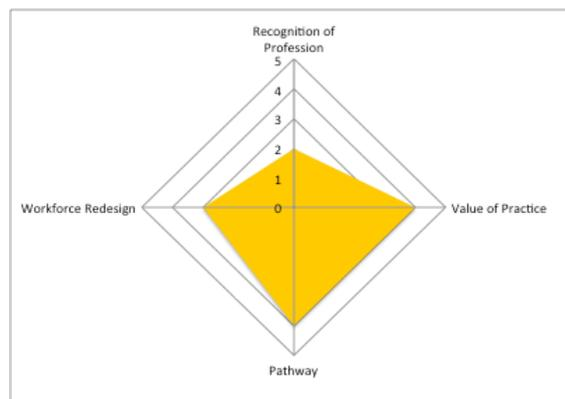 Recognition of
Profession
5
4
3
2
1
0
Workforce Redesign
Value of Practice
Pathway